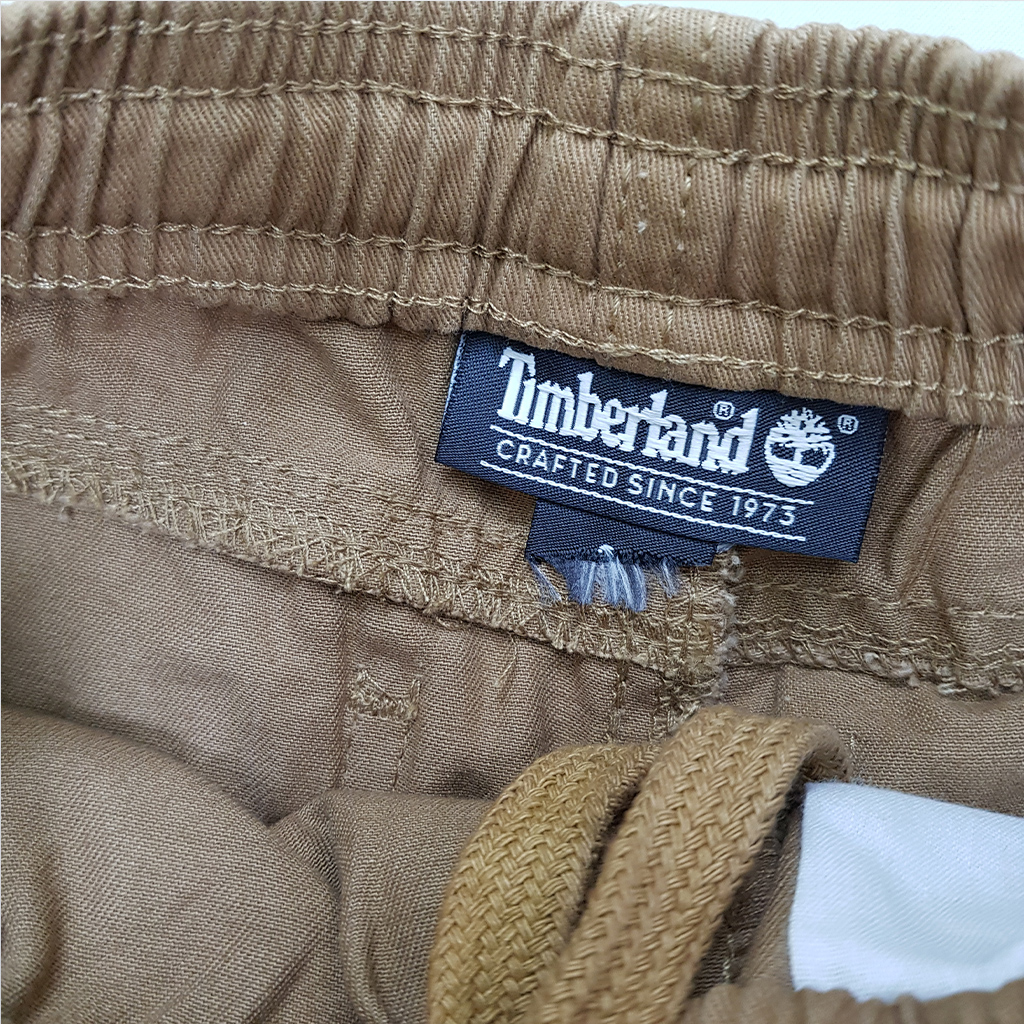 Timberland® ®
CRAFTED SINCE 1973